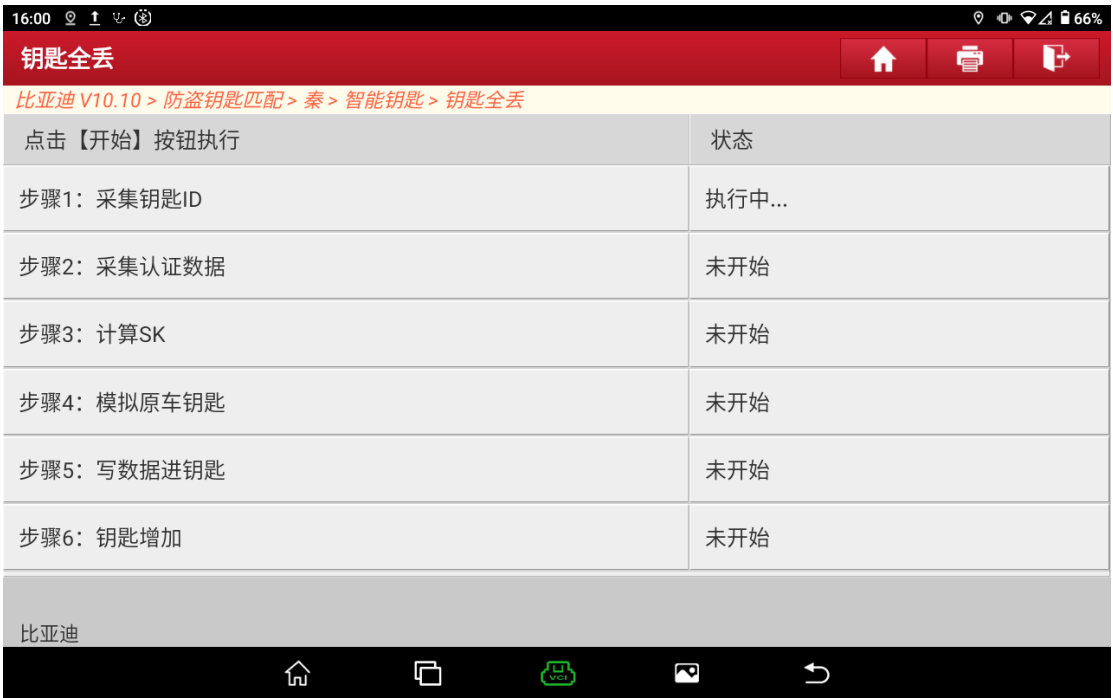 16:00 66%
钥匙全丢
比亚迪 V10.10 > 防盗钥匙匹配 > 秦 > 智能钥匙 > 钥匙全丢
点击【开始】按钮执行 状态
步骤1：采集钥匙ID 执行中...
步骤2：采集认证数据 未开始
步骤3：计算SK 未开始
步骤4：模拟原车钥匙 未开始
步骤5：写数据进钥匙 未开始
步骤6：钥匙增加 未开始
比亚迪
VCI